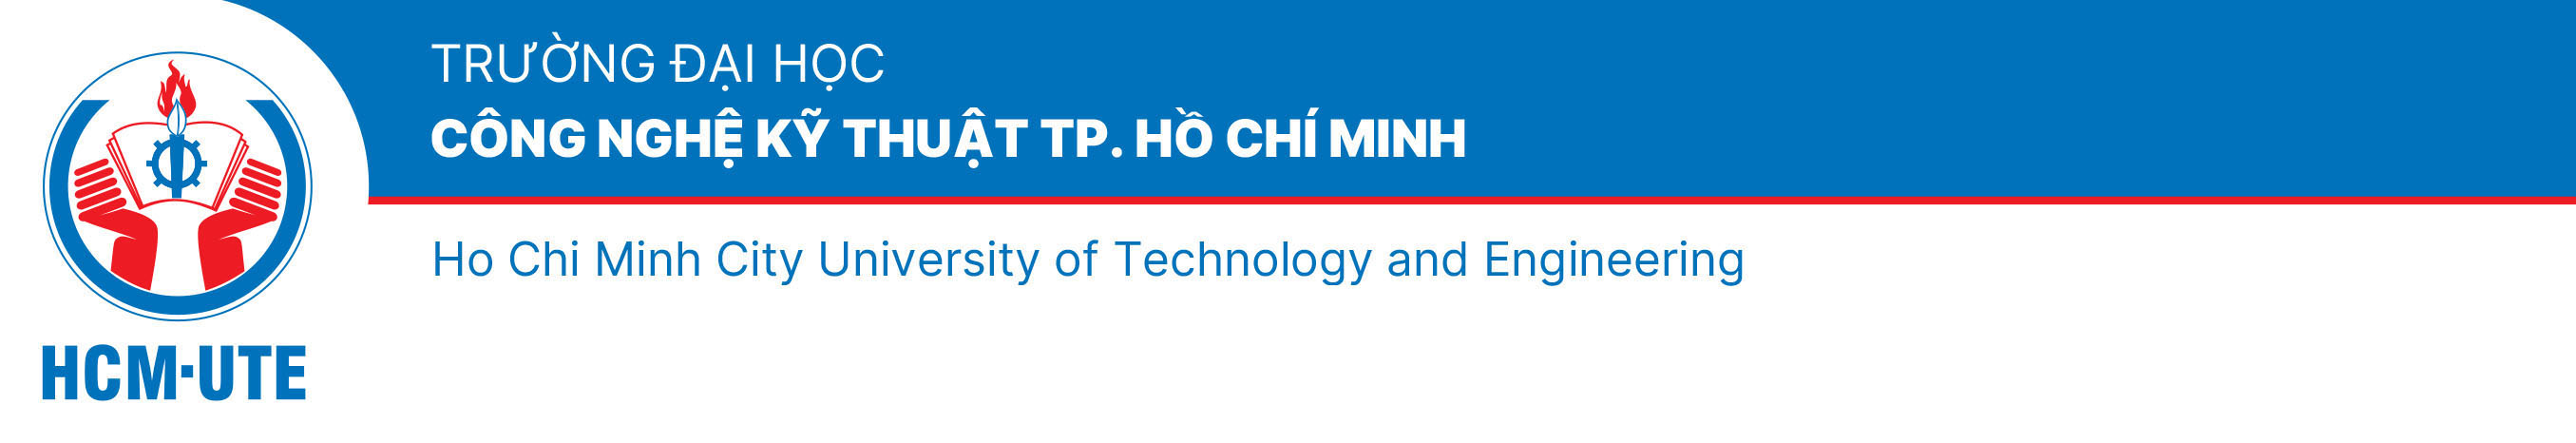 TRƯỜNG ĐẠI HỌC
CÔNG NGHỆ KỸ THUẬT TP. HỒ CHÍ MINH
Ho Chi Minh City University of Technology and Engineering
HCM·UTE